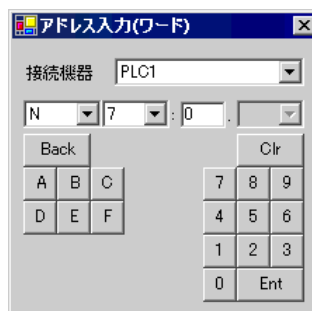 アドレス入力(ワード)
接続機器 PLC1
N 7 : 0 .
Back Clr
A B C 7 8 9
D E F 4 5 6
1 2 3
0 Ent